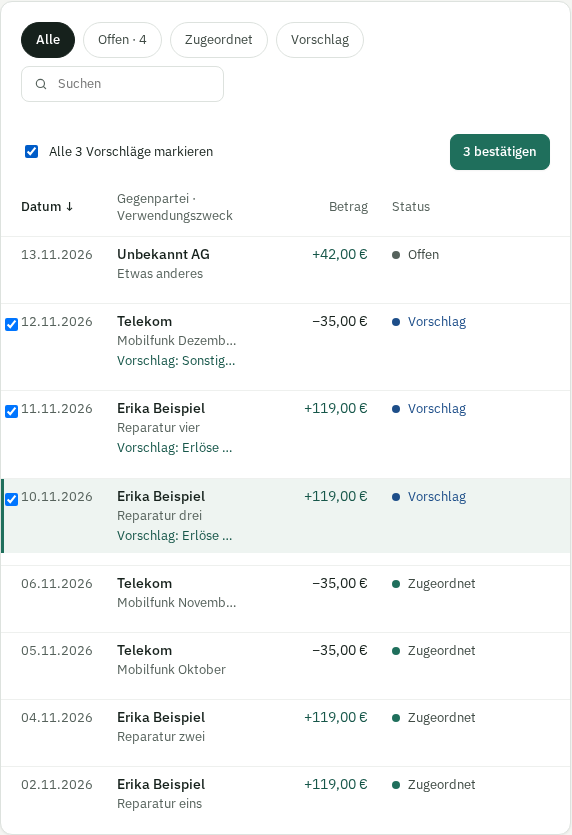 Alle Offen · 4 Zugeordnet Vorschlag
Suchen
Alle 3 Vorschläge markieren 3 bestätigen
Datum ↓ Gegenpartei · Verwendungszweck Betrag Status
13.11.2026 Unbekannt AG +42,00 € Offen
Etwas anderes
12.11.2026 Telekom −35,00 € Vorschlag
Mobilfunk Dezemb…
Vorschlag: Sonstig…
11.11.2026 Erika Beispiel +119,00 € Vorschlag
Reparatur vier
Vorschlag: Erlöse …
10.11.2026 Erika Beispiel +119,00 € Vorschlag
Reparatur drei
Vorschlag: Erlöse …
06.11.2026 Telekom −35,00 € Zugeordnet
Mobilfunk Novemb…
05.11.2026 Telekom −35,00 € Zugeordnet
Mobilfunk Oktober
04.11.2026 Erika Beispiel +119,00 € Zugeordnet
Reparatur zwei
02.11.2026 Erika Beispiel +119,00 € Zugeordnet
Reparatur eins